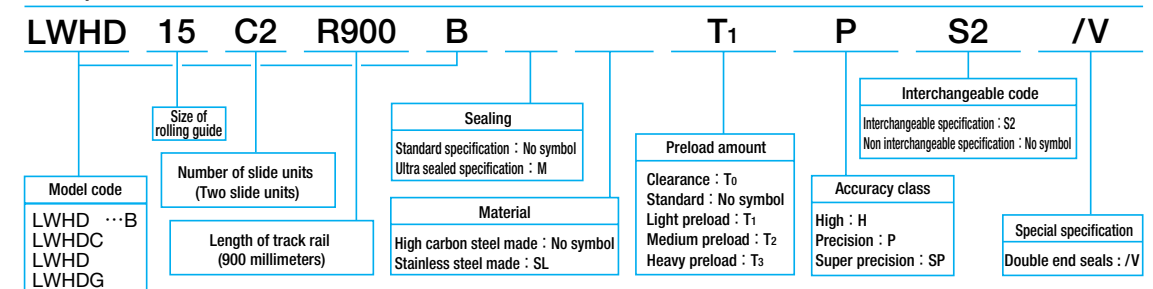 LWHD 15 C2 R900 B T1 P S2 /V
Size of
rolling guide
Number of slide units
(Two slide units)
Model code
LWHD …B
LWHDC
LWHD
LWHDG
Length of track rail
(900 millimeters)
Sealing
Standard specification : No symbol
Ultra sealed specification : M
Material
High carbon steel made : No symbol
Stainless steel made : SL
Preload amount
Clearance : T0
Standard : No symbol
Light preload : T1
Medium preload : T2
Heavy preload : T3
Interchangeable code
Interchangeable specification : S2
Non interchangeable specification : No symbol
Accuracy class
High : H
Precision : P
Super precision : SP
Special specification
Double end seals : /V